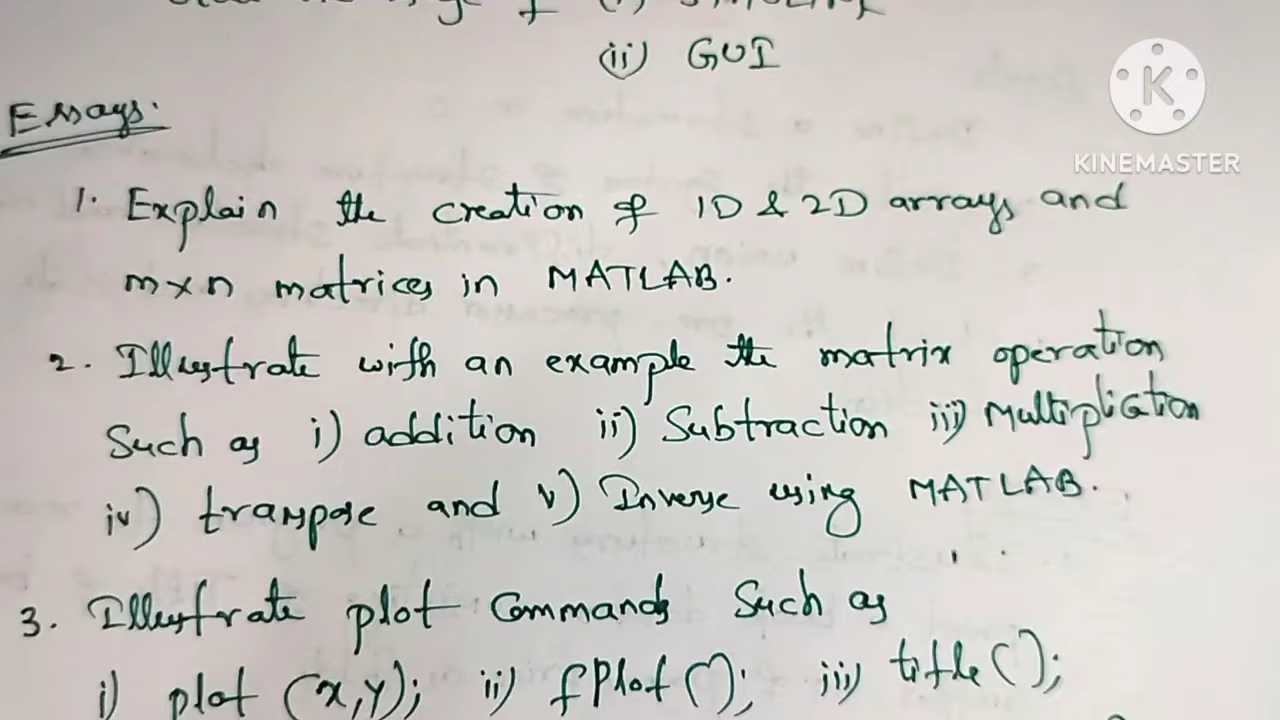 (ii) GUI
K
KINEMASTER
Essays:
1. Explain the creation of 1D & 2D arrays and
m×n matrices in MATLAB.
2. Illustrate with an example the matrix operation
Such as i) addition ii) Subtraction iii) Multiplication
iv) transpose and v) Inverse using MATLAB.
3. Illustrate plot Commands Such as
i) plot (x,y); ii) fplot(); iii) title();